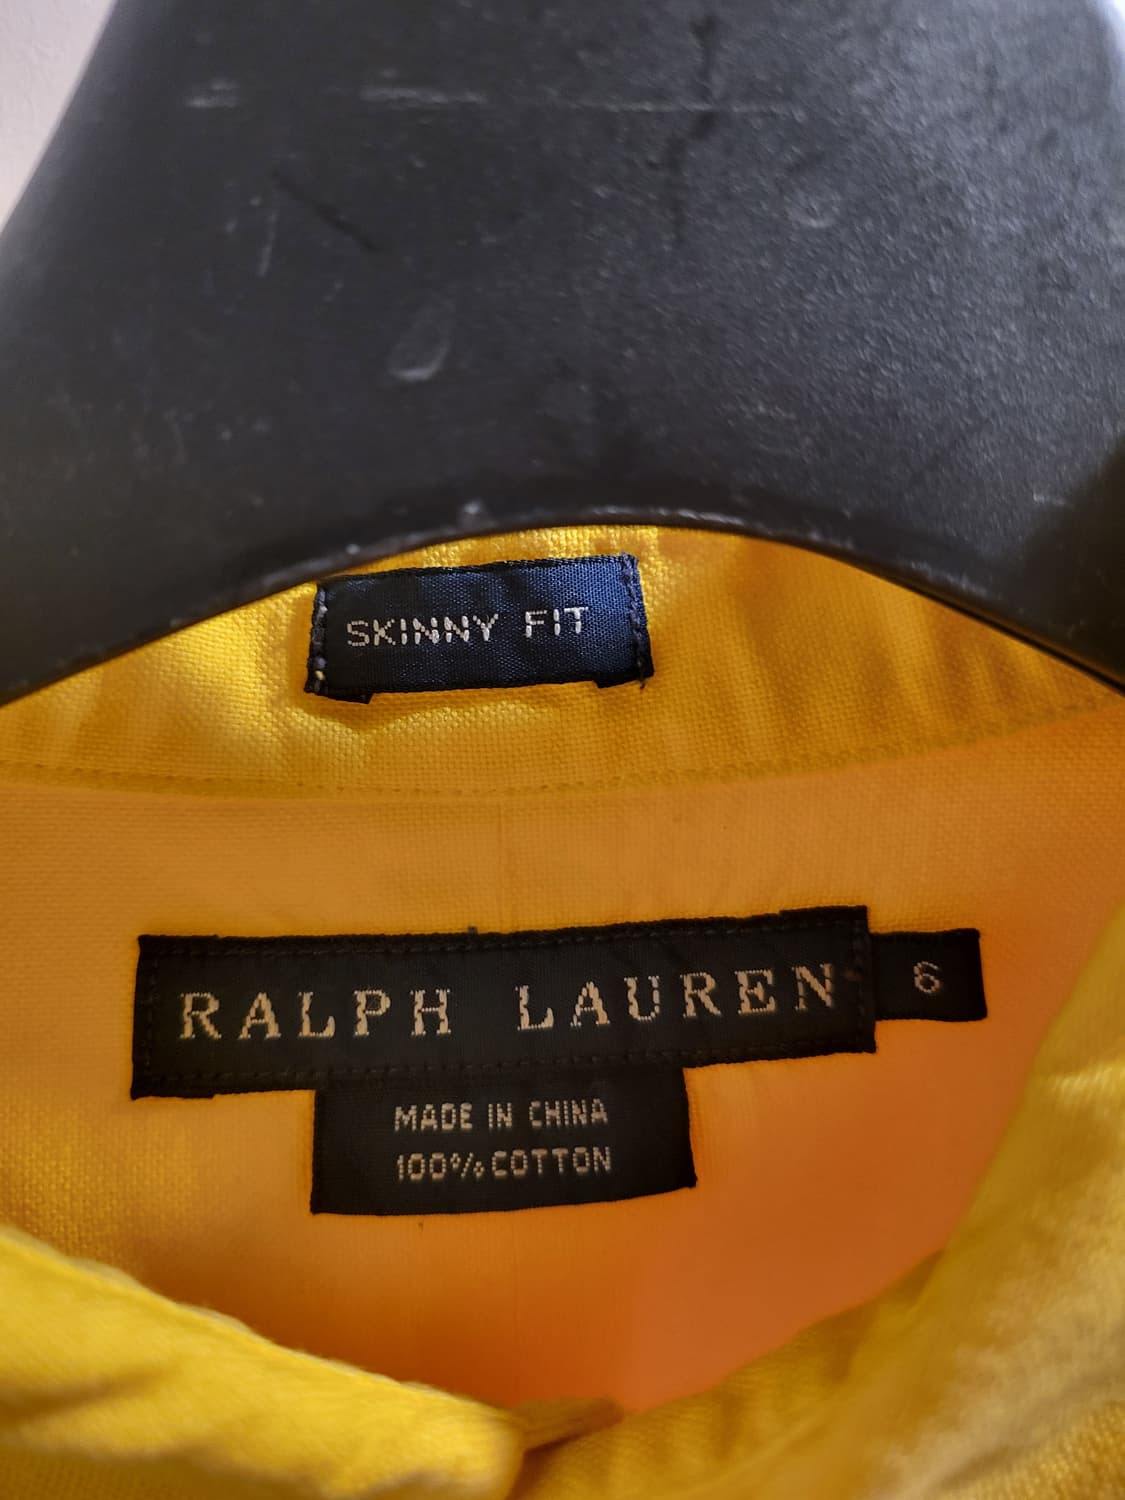 SKINNY FIT
RALPH LAUREN
6
MADE IN CHINA
100% COTTON